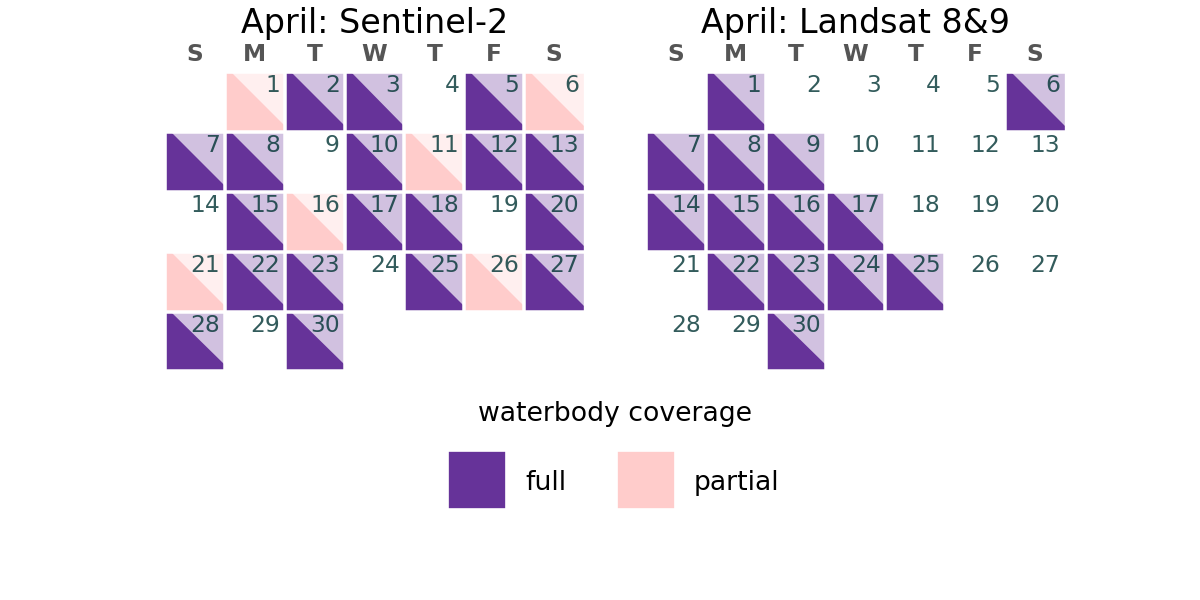 April: Sentinel-2
S M T W T F S
1 2 3 4 5 6
7 8 9 10 11 12 13
14 15 16 17 18 19 20
21 22 23 24 25 26 27
28 29 30
April: Landsat 8&9
S M T W T F S
1 2 3 4 5 6
7 8 9 10 11 12 13
14 15 16 17 18 19 20
21 22 23 24 25 26 27
28 29 30
waterbody coverage
full partial